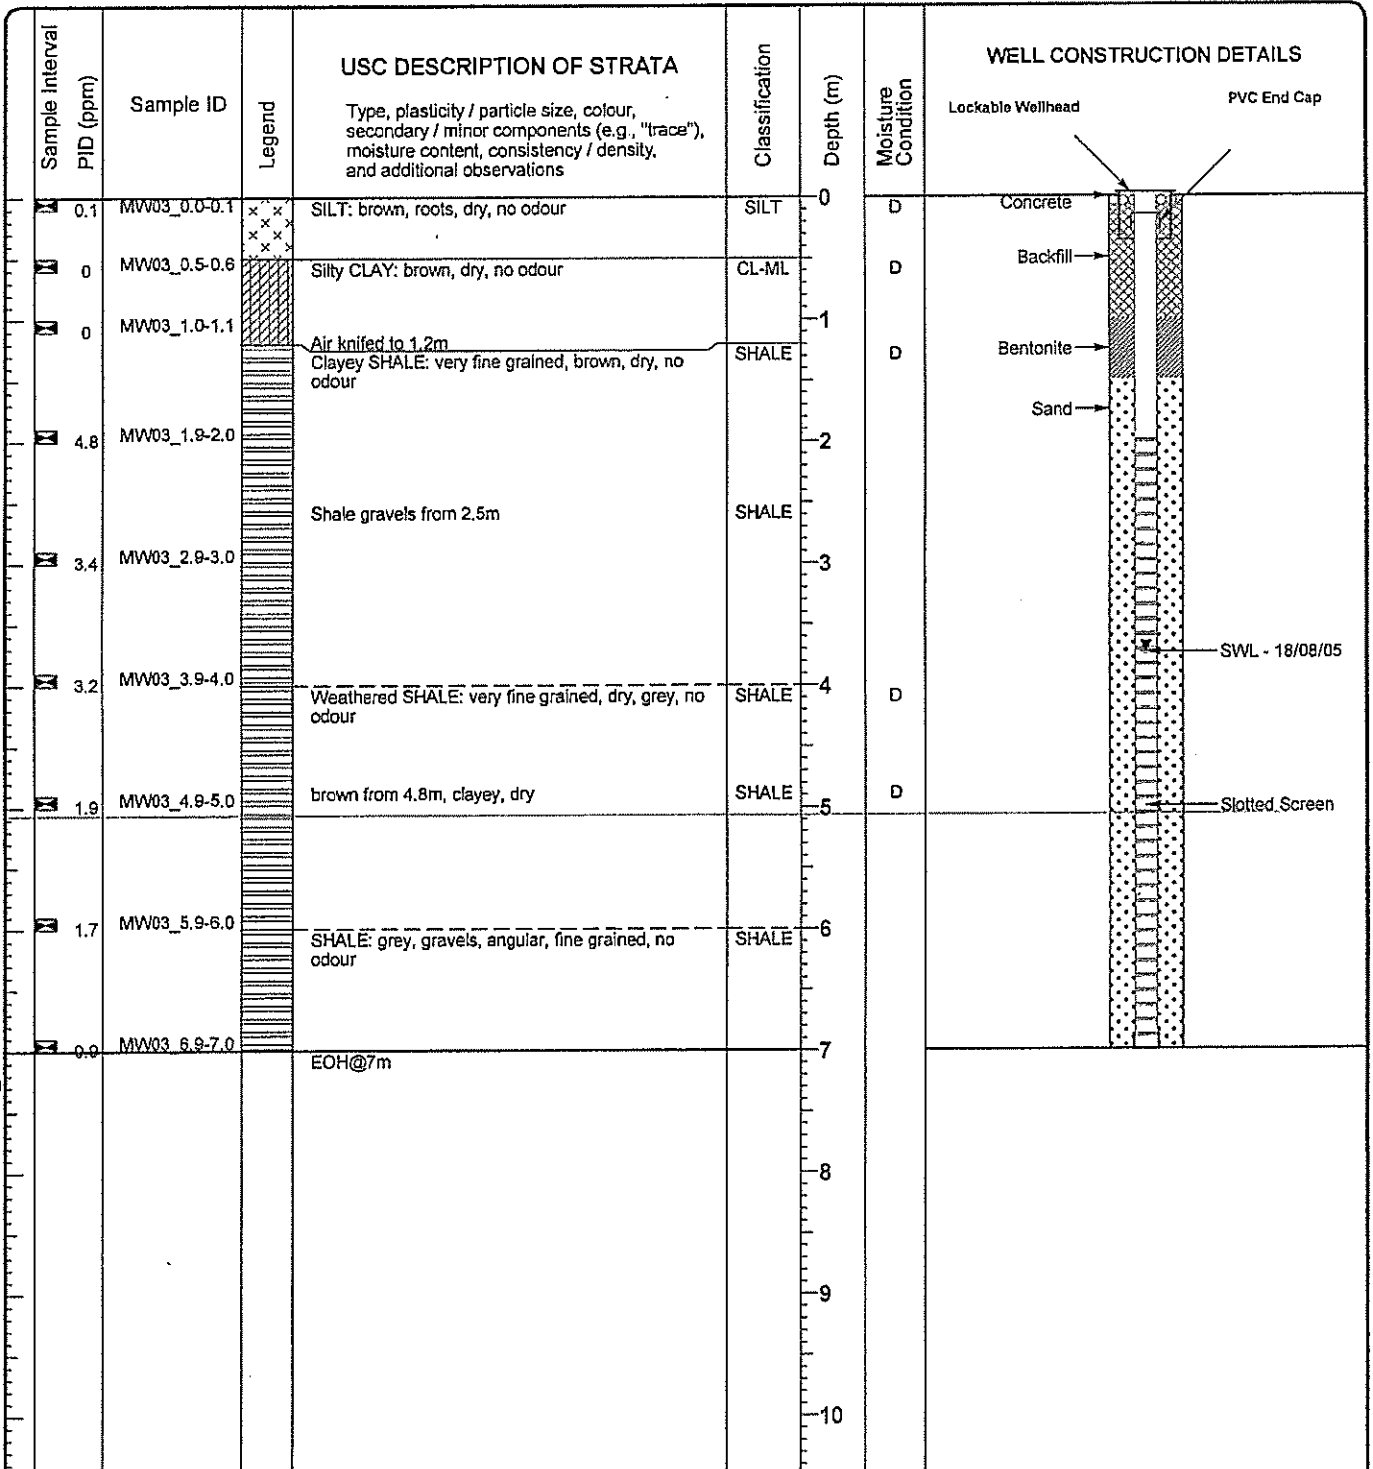 Sample Interval
PID (ppm)
Sample ID
Legend
USC DESCRIPTION OF STRATA
Type, plasticity / particle size, colour,
secondary / minor components (e.g., "trace"),
moisture content, consistency / density,
and additional observations
Classification
Depth (m)
Moisture
Condition
WELL CONSTRUCTION DETAILS
Lockable Wellhead
PVC End Cap
0.1 MW03_0.0-0.1 SILT: brown, roots, dry, no odour SILT 0 D Concrete
0 MW03_0.5-0.6 Silty CLAY: brown, dry, no odour CL-ML D Backfill
0 MW03_1.0-1.1 1
Air knifed to 1.2m
Clayey SHALE: very fine grained, brown, dry, no SHALE D Bentonite
odour
Sand
4.8 MW03_1.9-2.0 2
Shale gravels from 2.5m SHALE
3.4 MW03_2.9-3.0 3
SWL - 18/08/05
3.2 MW03_3.9-4.0 4
Weathered SHALE: very fine grained, dry, grey, no SHALE D
odour
1.9 MW03_4.9-5.0 brown from 4.8m, clayey, dry SHALE 5 D Slotted Screen
1.7 MW03_5.9-6.0 6
SHALE: grey, gravels, angular, fine grained, no SHALE
odour
0.0 MW03_6.9-7.0 7
EOH@7m
8
9
10